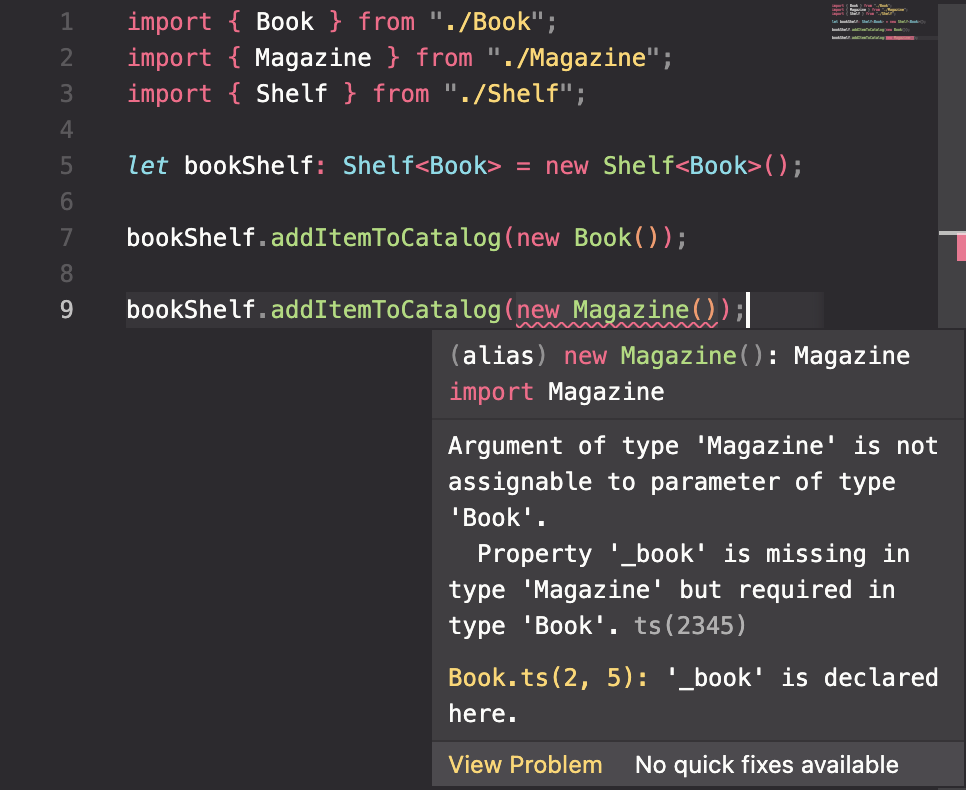 1 import { Book } from "./Book";
2 import { Magazine } from "./Magazine";
3 import { Shelf } from "./Shelf";
4
5 let bookShelf: Shelf<Book> = new Shelf<Book>();
6
7 bookShelf.addItemToCatalog(new Book());
8
9 bookShelf.addItemToCatalog(new Magazine());
(alias) new Magazine(): Magazine
import Magazine
Argument of type 'Magazine' is not
assignable to parameter of type
'Book'.
Property '_book' is missing in
type 'Magazine' but required in
type 'Book'. ts(2345)
Book.ts(2, 5): '_book' is declared
here.
View Problem No quick fixes available